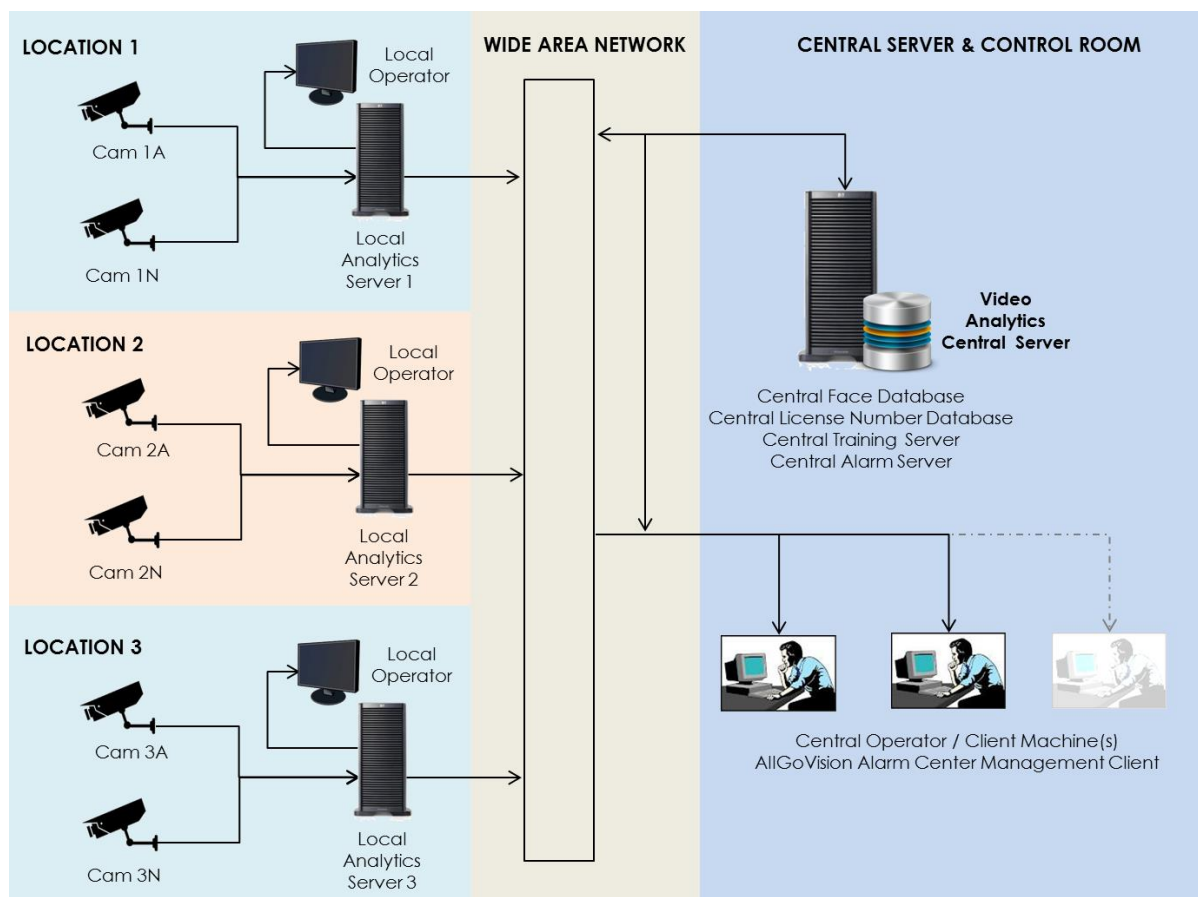 LOCATION 1
Local
Operator
Cam 1A
Cam 1N
Local
Analytics
Server 1
LOCATION 2
Local
Operator
Cam 2A
Cam 2N
Local
Analytics
Server 2
LOCATION 3
Local
Operator
Cam 3A
Cam 3N
Local
Analytics
Server 3
WIDE AREA NETWORK
CENTRAL SERVER & CONTROL ROOM
Video
Analytics
Central Server
Central Face Database
Central License Number Database
Central Training Server
Central Alarm Server
Central Operator / Client Machine(s)
AllGoVision Alarm Center Management Client